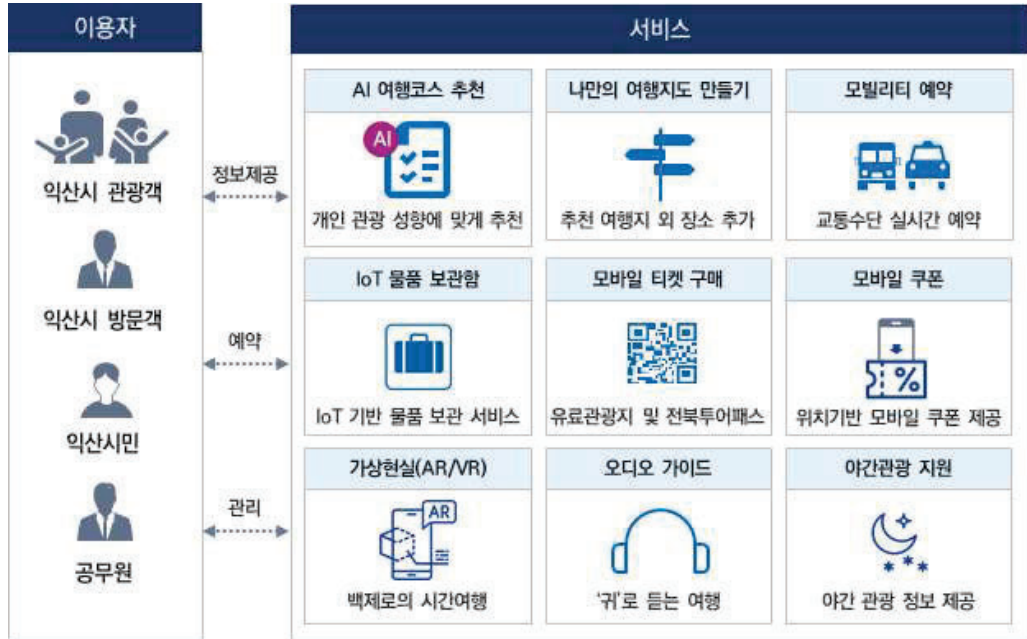 이용자
서비스
익산시 관광객
익산시 방문객
익산시민
공무원
정보제공
예약
관리
AI 여행코스 추천
AI
개인 관광 성향에 맞게 추천
나만의 여행지도 만들기
추천 여행지 외 장소 추가
모빌리티 예약
교통수단 실시간 예약
IoT 물품 보관함
IoT 기반 물품 보관 서비스
모바일 티켓 구매
유료관광지 및 전북투어패스
모바일 쿠폰
%
위치기반 모바일 쿠폰 제공
가상현실(AR/VR)
AR
백제로의 시간여행
오디오 가이드
'귀'로 듣는 여행
야간관광 지원
야간 관광 정보 제공